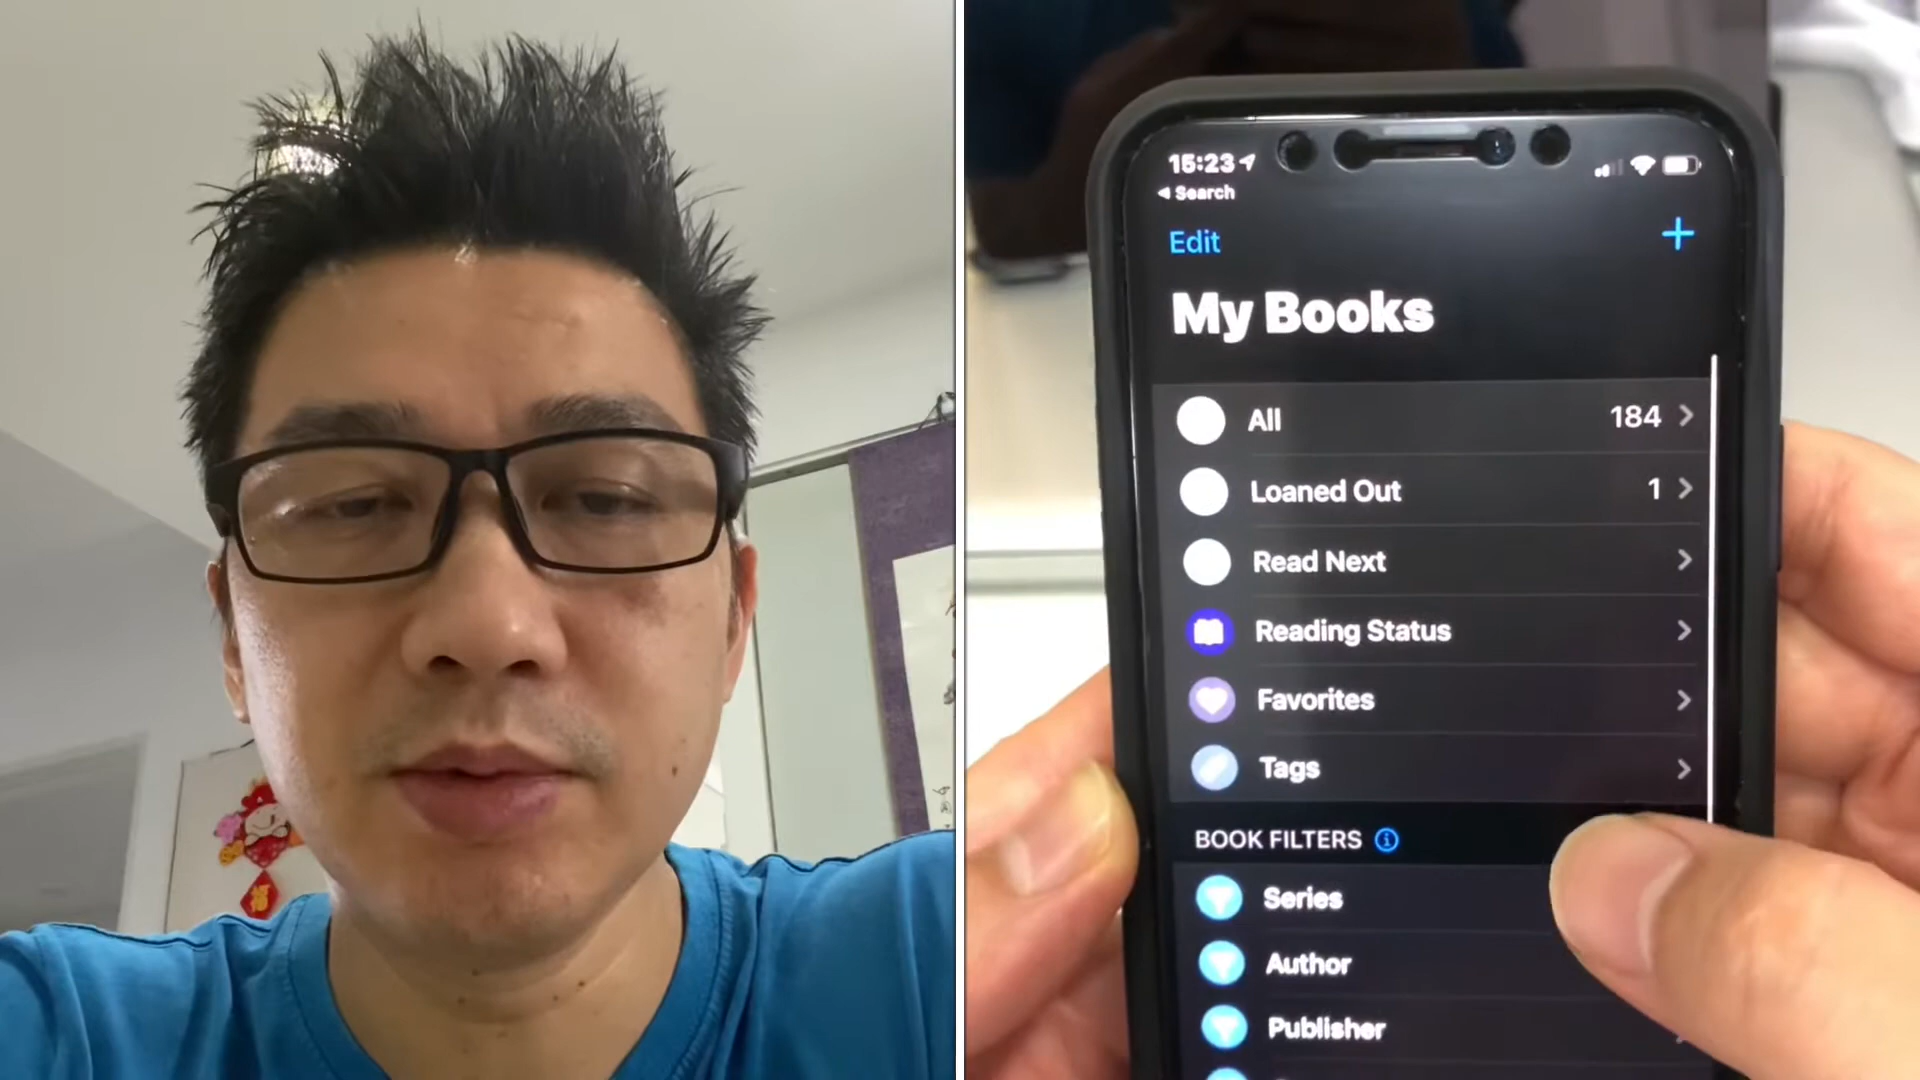 福
15:23
Search
Edit
My Books
All 184
Loaned Out 1
Read Next
Reading Status
Favorites
Tags
BOOK FILTERS
Series
Author
Publisher